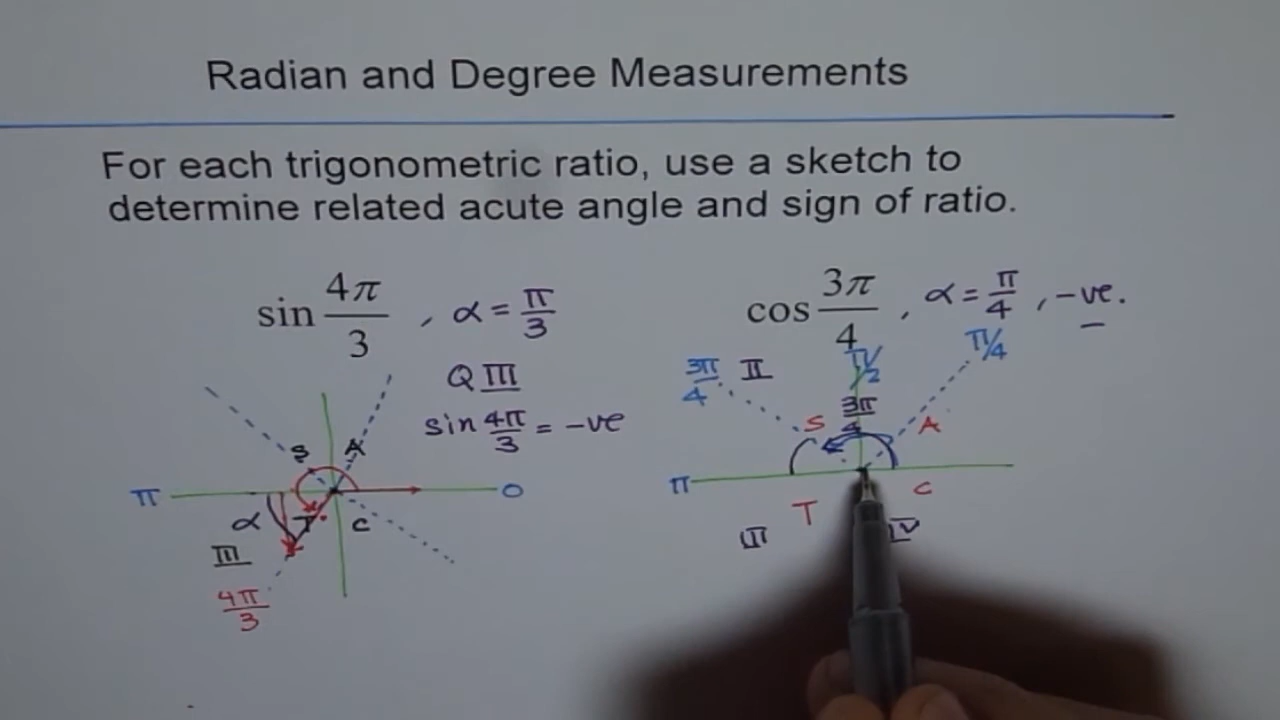 Radian and Degree Measurements
For each trigonometric ratio, use a sketch to
determine related acute angle and sign of ratio.
sin 4π/3 , α = π/3
Q III
sin 4π/3 = -ve
S A
π 0
α T C
III
4π/3
cos 3π/4 , α = π/4 , -ve.
3π/4 II π/2 π/4
3π/4
S A
π
T C
III IV